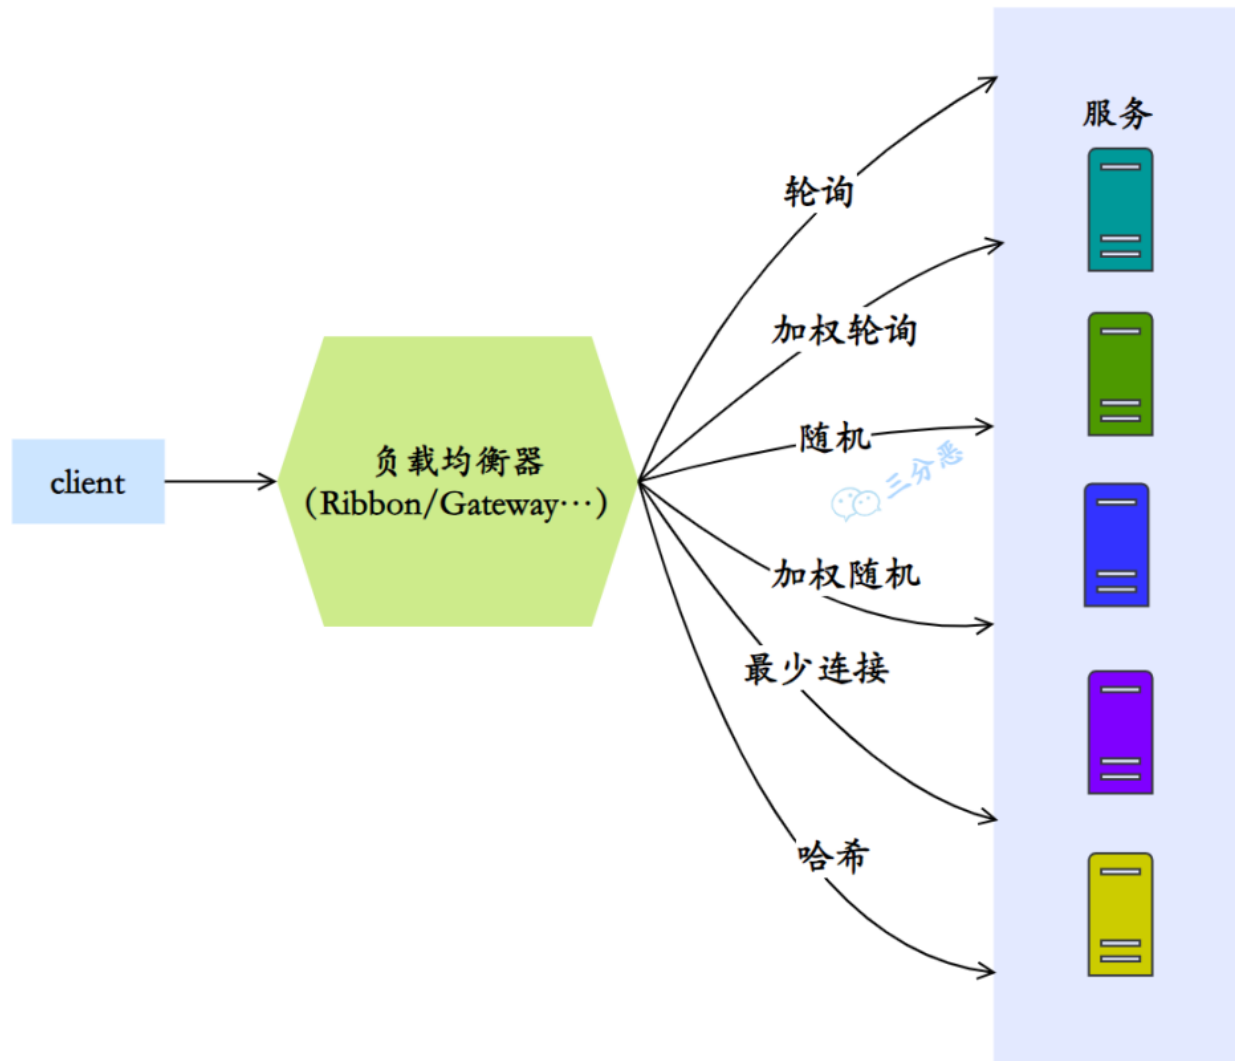 服务
轮询
加权轮询
随机
三分恶
client
负载均衡器
（Ribbon/Gateway…）
加权随机
最少连接
哈希